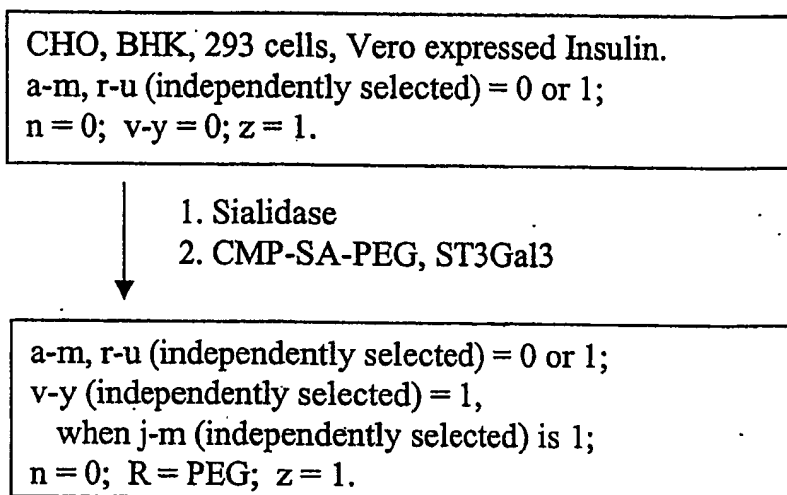 CHO, BHK, 293 cells, Vero expressed Insulin.
a-m, r-u (independently selected) = 0 or 1;
n = 0; v-y = 0; z = 1.
1. Sialidase
2. CMP-SA-PEG, ST3Gal3
a-m, r-u (independently selected) = 0 or 1;
v-y (independently selected) = 1,
when j-m (independently selected) is 1;
n = 0; R = PEG; z = 1.